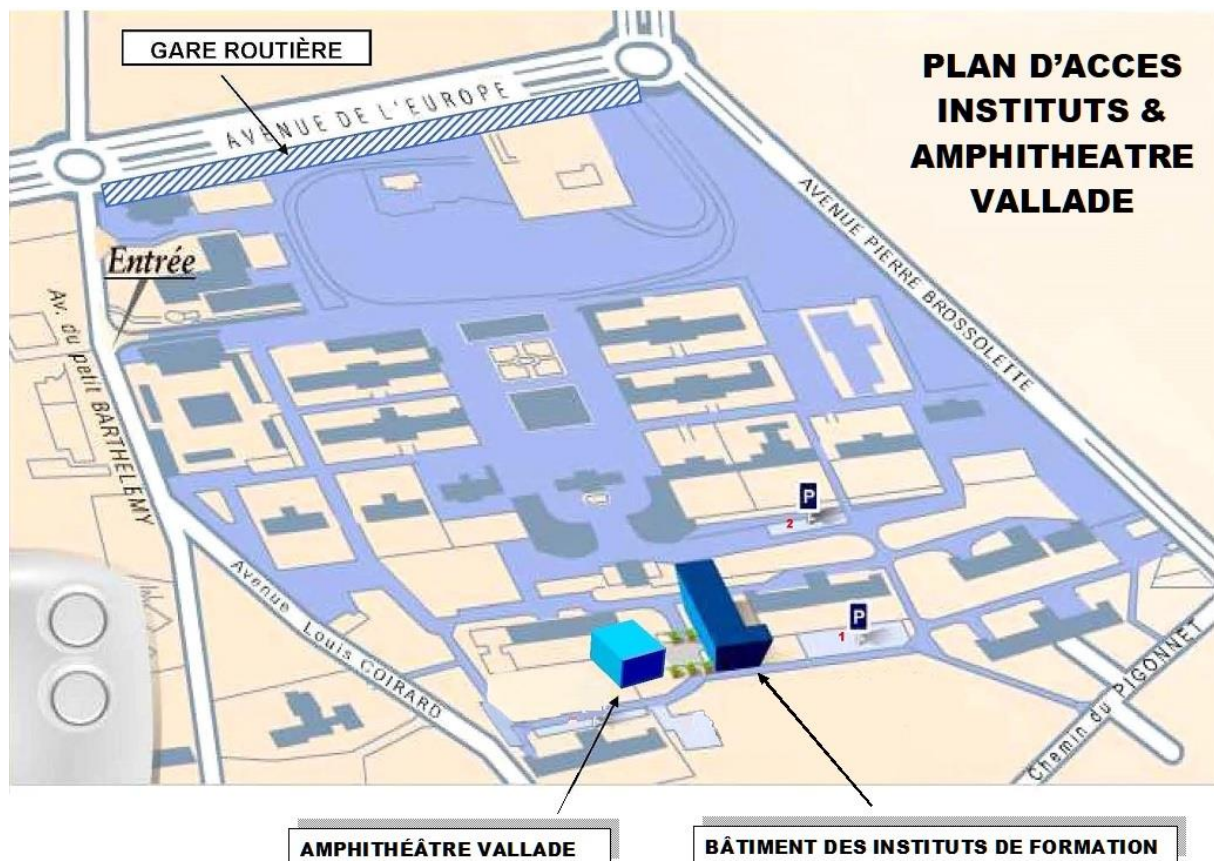 GARE ROUTIÈRE
PLAN D’ACCES
INSTITUTS &
AMPHITHEATRE
VALLADE
AVENUE DE L'EUROPE
AVENUE PIERRE BROSSOLETTE
Entrée
Av. du petit BARTHELEMY
P
2
Avenue Louis COIRARD
P
1
Chemin du PIGONNET
AMPHITHÉÂTRE VALLADE
BÂTIMENT DES INSTITUTS DE FORMATION